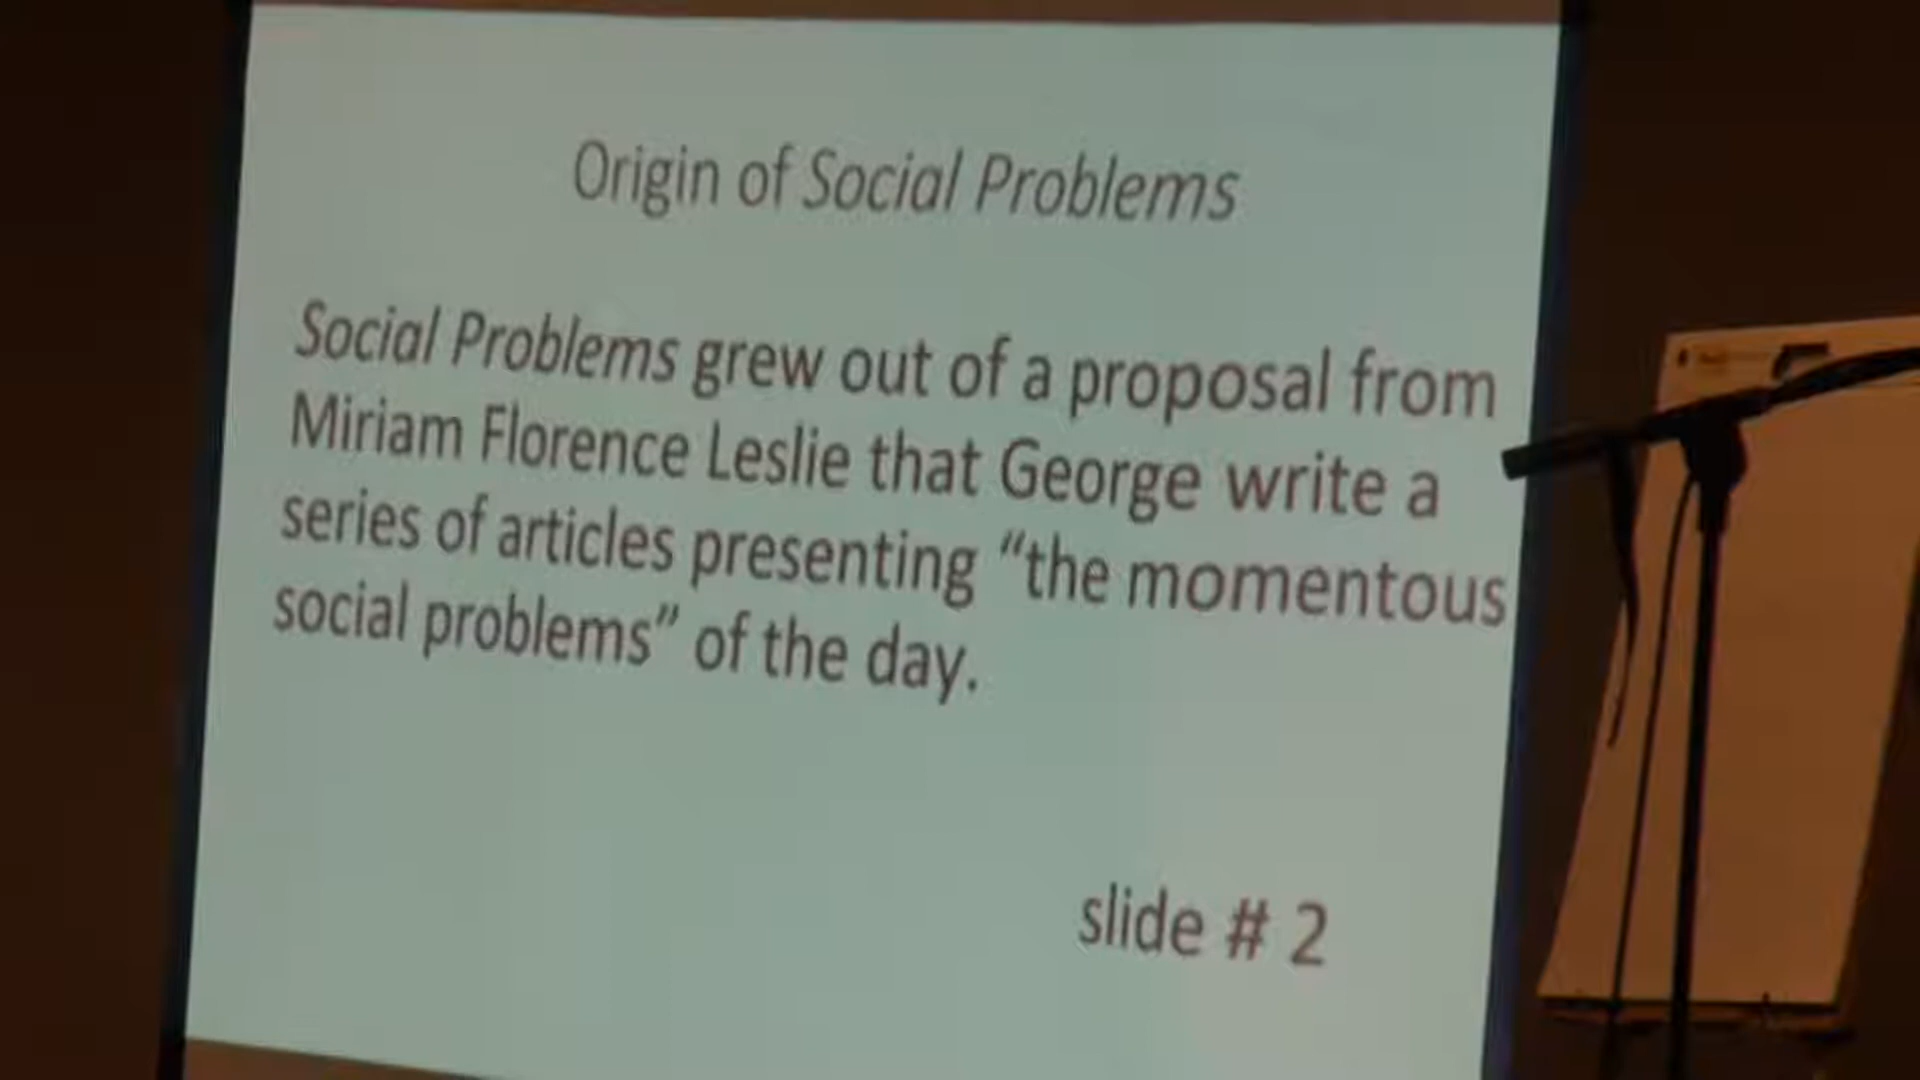 Origin of Social Problems
Social Problems grew out of a proposal from
Miriam Florence Leslie that George write a
series of articles presenting “the momentous
social problems” of the day.
slide # 2